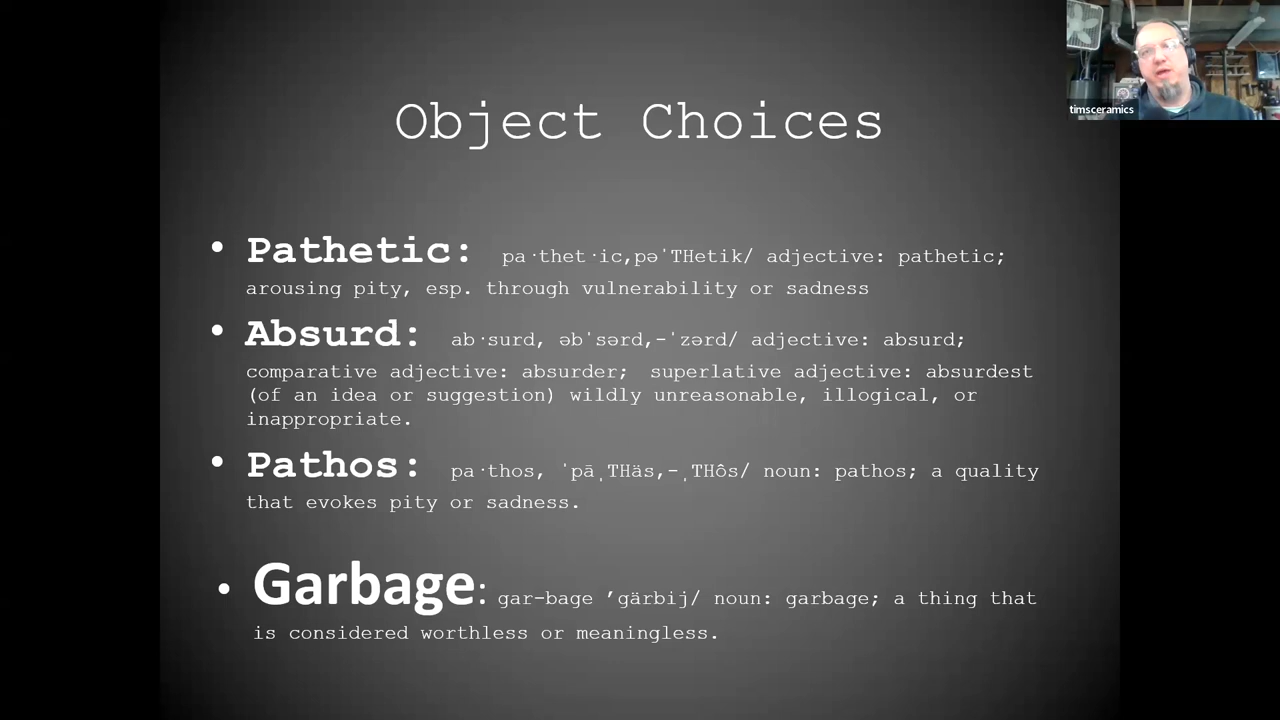 timsceramics
Object Choices
• Pathetic: pa·thet·ic,pəˈTHetik/ adjective: pathetic;
arousing pity, esp. through vulnerability or sadness
• Absurd: ab·surd, əbˈsərd,-ˈzərd/ adjective: absurd;
comparative adjective: absurder; superlative adjective: absurdest
(of an idea or suggestion) wildly unreasonable, illogical, or
inappropriate.
• Pathos: pa·thos, ˈpāˌTHäs,-ˌTHôs/ noun: pathos; a quality
that evokes pity or sadness.
• Garbage: gar-bage ’gärbij/ noun: garbage; a thing that
is considered worthless or meaningless.